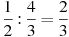 1/2 : 4/3 = 2/3